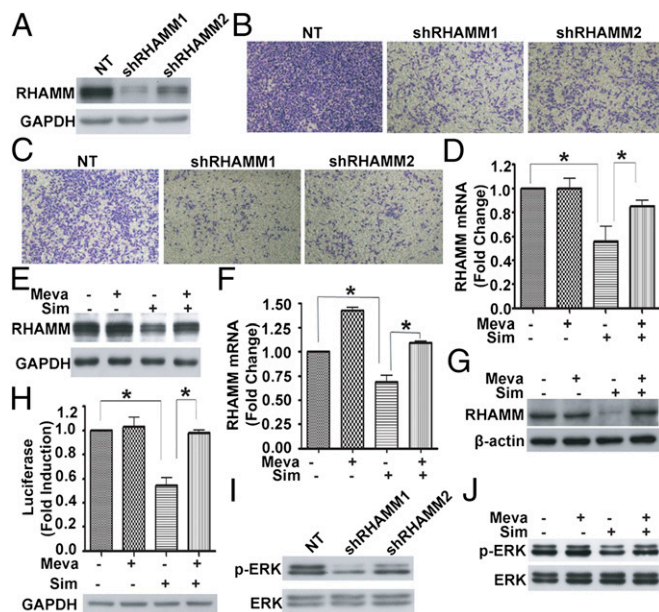 A
NT shRHAMM1 shRHAMM2
RHAMM
GAPDH
B
NT shRHAMM1 shRHAMM2
C
NT shRHAMM1 shRHAMM2
D
RHAMM mRNA
(Fold Change)
1.2
1.0
0.8
0.6
0.4
0.2
0.0
* *
Meva - + - +
Sim - - + +
E
Meva - + - +
Sim - - + +
RHAMM
GAPDH
F
RHAMM mRNA
(Fold Change)
1.50
1.25
1.00
0.75
0.50
0.25
0.00
* *
Meva - + - +
Sim - - + +
G
Meva - + - +
Sim - - + +
RHAMM
β-actin
H
Luciferase
(Fold Induction)
1.2
1.0
0.8
0.6
0.4
0.2
0.0
* *
Meva - + - +
Sim - - + +
GAPDH
I
NT shRHAMM1 shRHAMM2
p-ERK
ERK
J
Meva - + - +
Sim - - + +
p-ERK
ERK